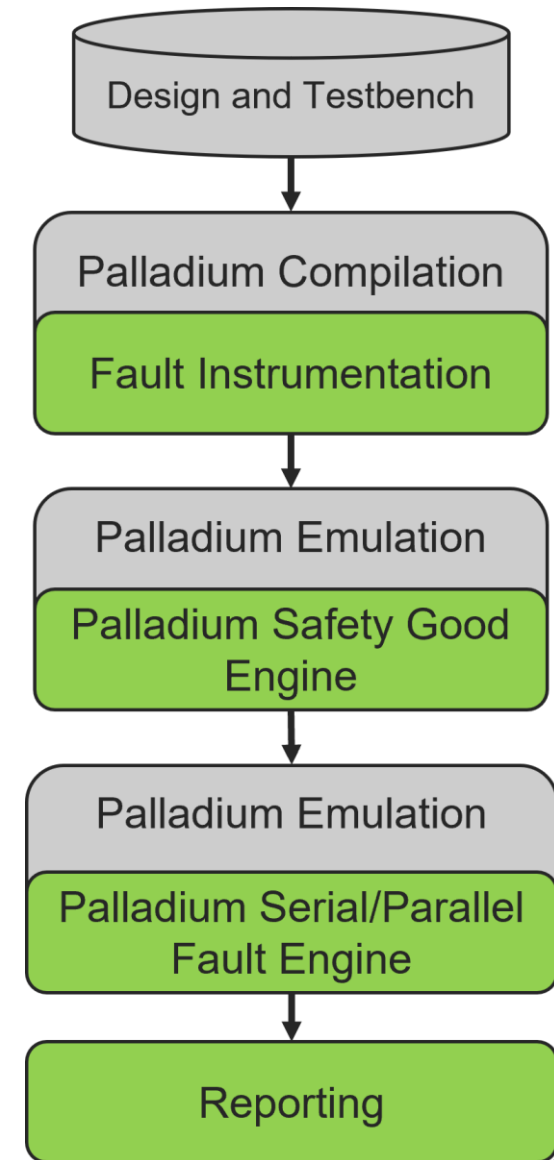 Design and Testbench
Palladium Compilation
Fault Instrumentation
Palladium Emulation
Palladium Safety Good
Engine
Palladium Emulation
Palladium Serial/Parallel
Fault Engine
Reporting